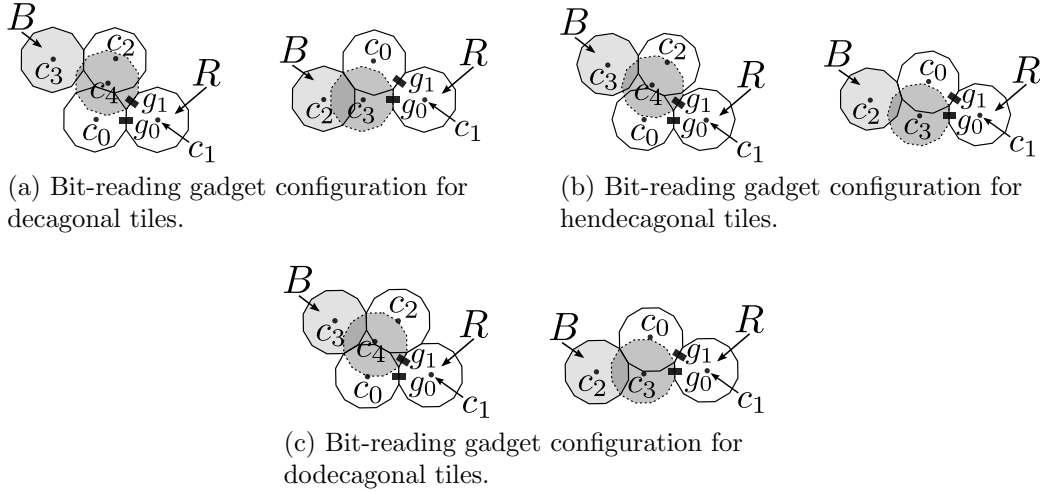 B
c₂
R
c₃
c₄
g₁
g₀
c₀
c₁
B
c₀
R
g₁
c₂
c₃
g₀
c₁
(a) Bit-reading gadget configuration for
decagonal tiles.
B
c₂
R
c₃
c₄
g₁
g₀
c₀
c₁
B
c₀
R
g₁
c₂
c₃
g₀
c₁
(b) Bit-reading gadget configuration for
hendecagonal tiles.
B
c₂
R
c₃
c₄
g₁
g₀
c₀
c₁
B
c₀
R
g₁
c₂
c₃
g₀
c₁
(c) Bit-reading gadget configuration for
dodecagonal tiles.